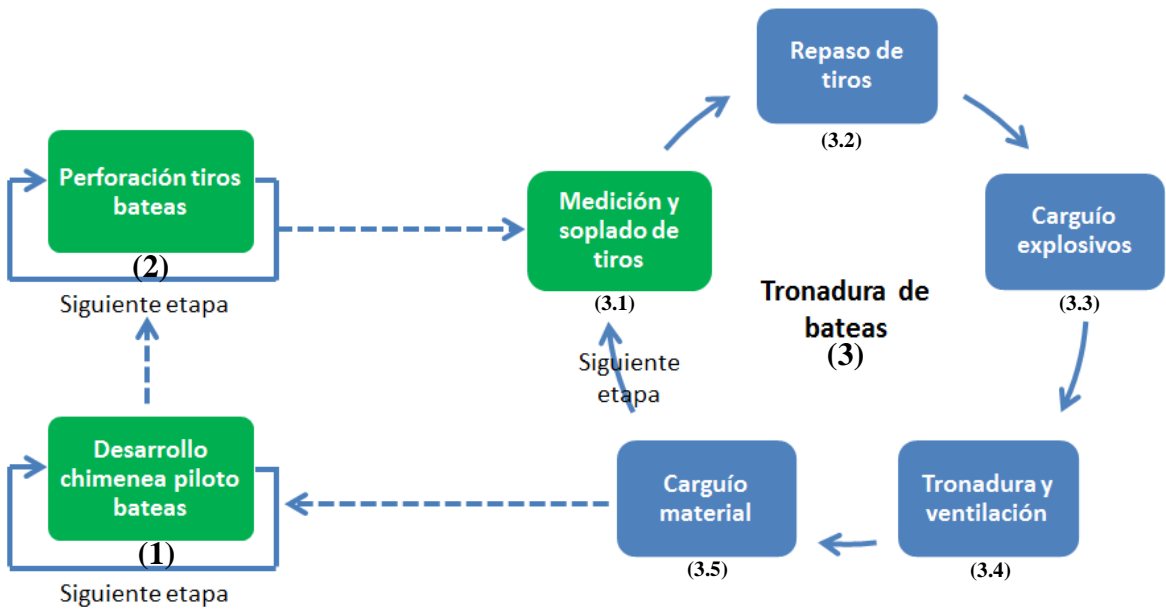 Repaso de
tiros
(3.2)
Perforación tiros
bateas
(2)
Siguiente etapa
Medición y
soplado de
tiros
(3.1)
Carguío
explosivos
(3.3)
Tronadura de
bateas
(3)
Siguiente
etapa
Desarrollo
chimenea piloto
bateas
(1)
Siguiente etapa
Carguío
material
(3.5)
Tronadura y
ventilación
(3.4)